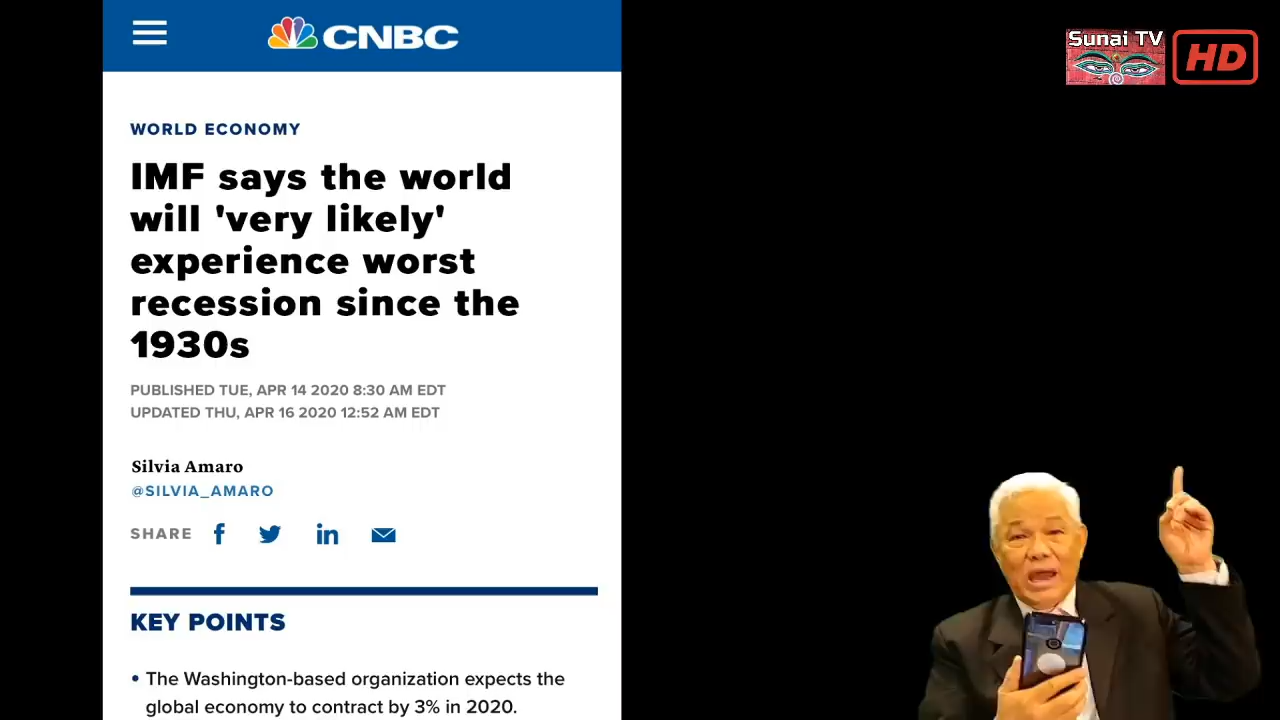 CNBC
Sunai TV
HD
WORLD ECONOMY
IMF says the world
will 'very likely'
experience worst
recession since the
1930s
PUBLISHED TUE, APR 14 2020 8:30 AM EDT
UPDATED THU, APR 16 2020 12:52 AM EDT
Silvia Amaro
@SILVIA_AMARO
SHARE
KEY POINTS
• The Washington-based organization expects the
global economy to contract by 3% in 2020.